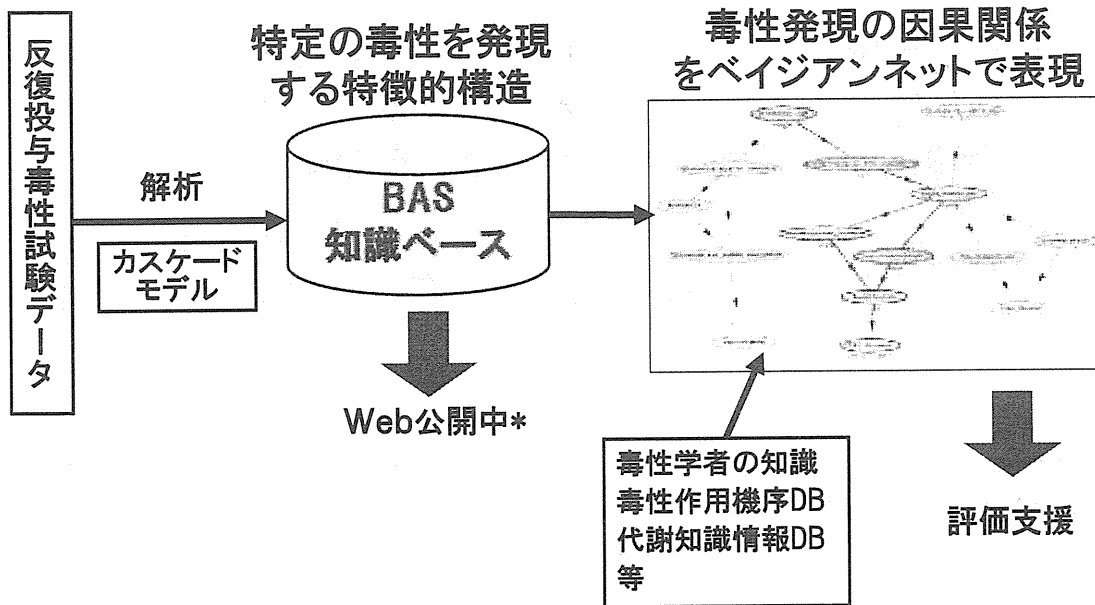 反復投与毒性試験データ
特定の毒性を発現
する特徴的構造
毒性発現の因果関係
をベイジアンネットで表現
解析
カスケード
モデル
BAS
知識ベース
Web公開中*
毒性学者の知識
毒性作用機序DB
代謝知識情報DB
等
評価支援